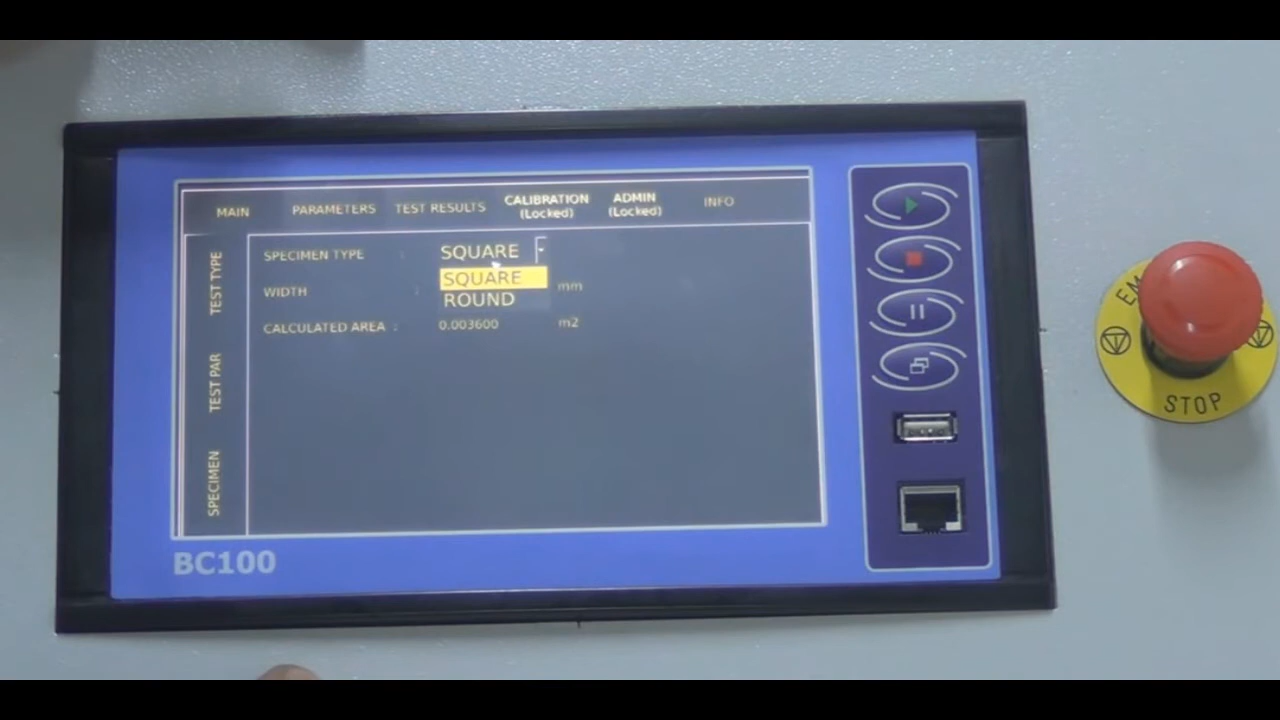 MAIN PARAMETERS TEST RESULTS CALIBRATION (Locked) ADMIN (Locked) INFO
TEST TYPE
TEST PAR
SPECIMEN
SPECIMEN TYPE : SQUARE
SQUARE
ROUND
WIDTH : mm
CALCULATED AREA : 0.003600 m2
BC100
STOP